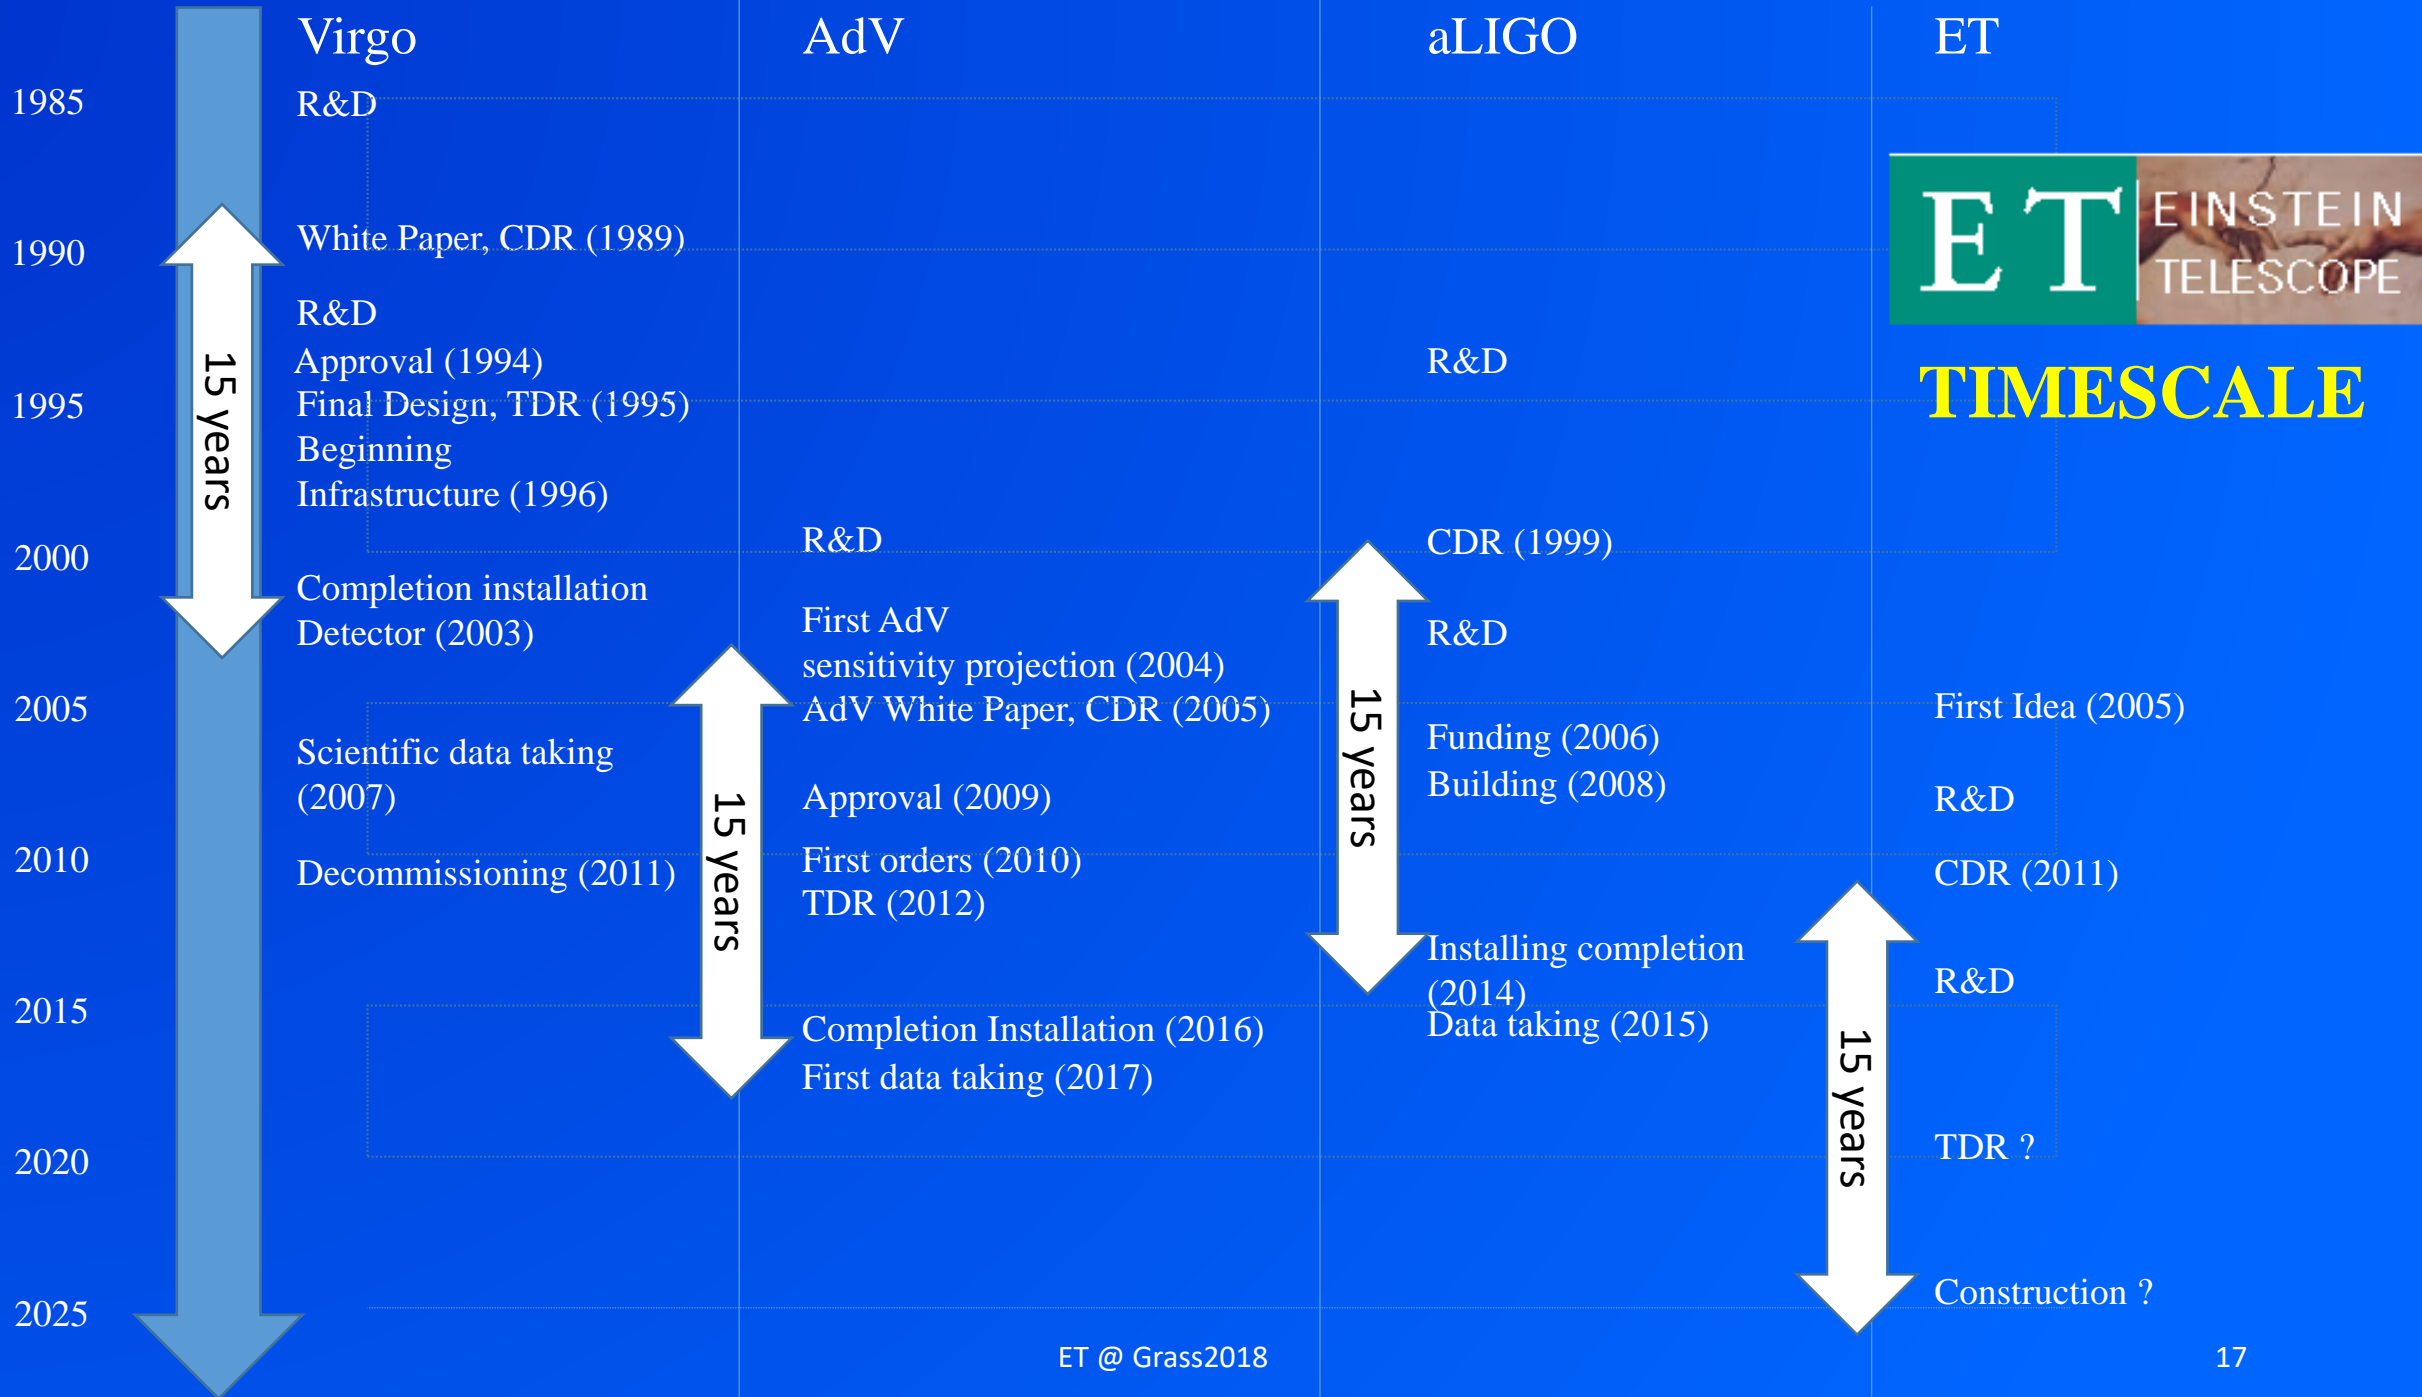 Virgo
AdV
aLIGO
ET
1985
1990
1995
2000
2005
2010
2015
2020
2025
15 years
R&D
White Paper, CDR (1989)
R&D
Approval (1994)
Final Design, TDR (1995)
Beginning
Infrastructure (1996)
Completion installation
Detector (2003)
Scientific data taking
(2007)
Decommissioning (2011)
15 years
R&D
First AdV
sensitivity projection (2004)
AdV White Paper, CDR (2005)
Approval (2009)
First orders (2010)
TDR (2012)
Completion Installation (2016)
First data taking (2017)
15 years
R&D
CDR (1999)
R&D
Funding (2006)
Building (2008)
Installing completion
(2014)
Data taking (2015)
ET
EINSTEIN
TELESCOPE
TIMESCALE
15 years
First Idea (2005)
R&D
CDR (2011)
R&D
TDR ?
Construction ?
ET @ Grass2018
17